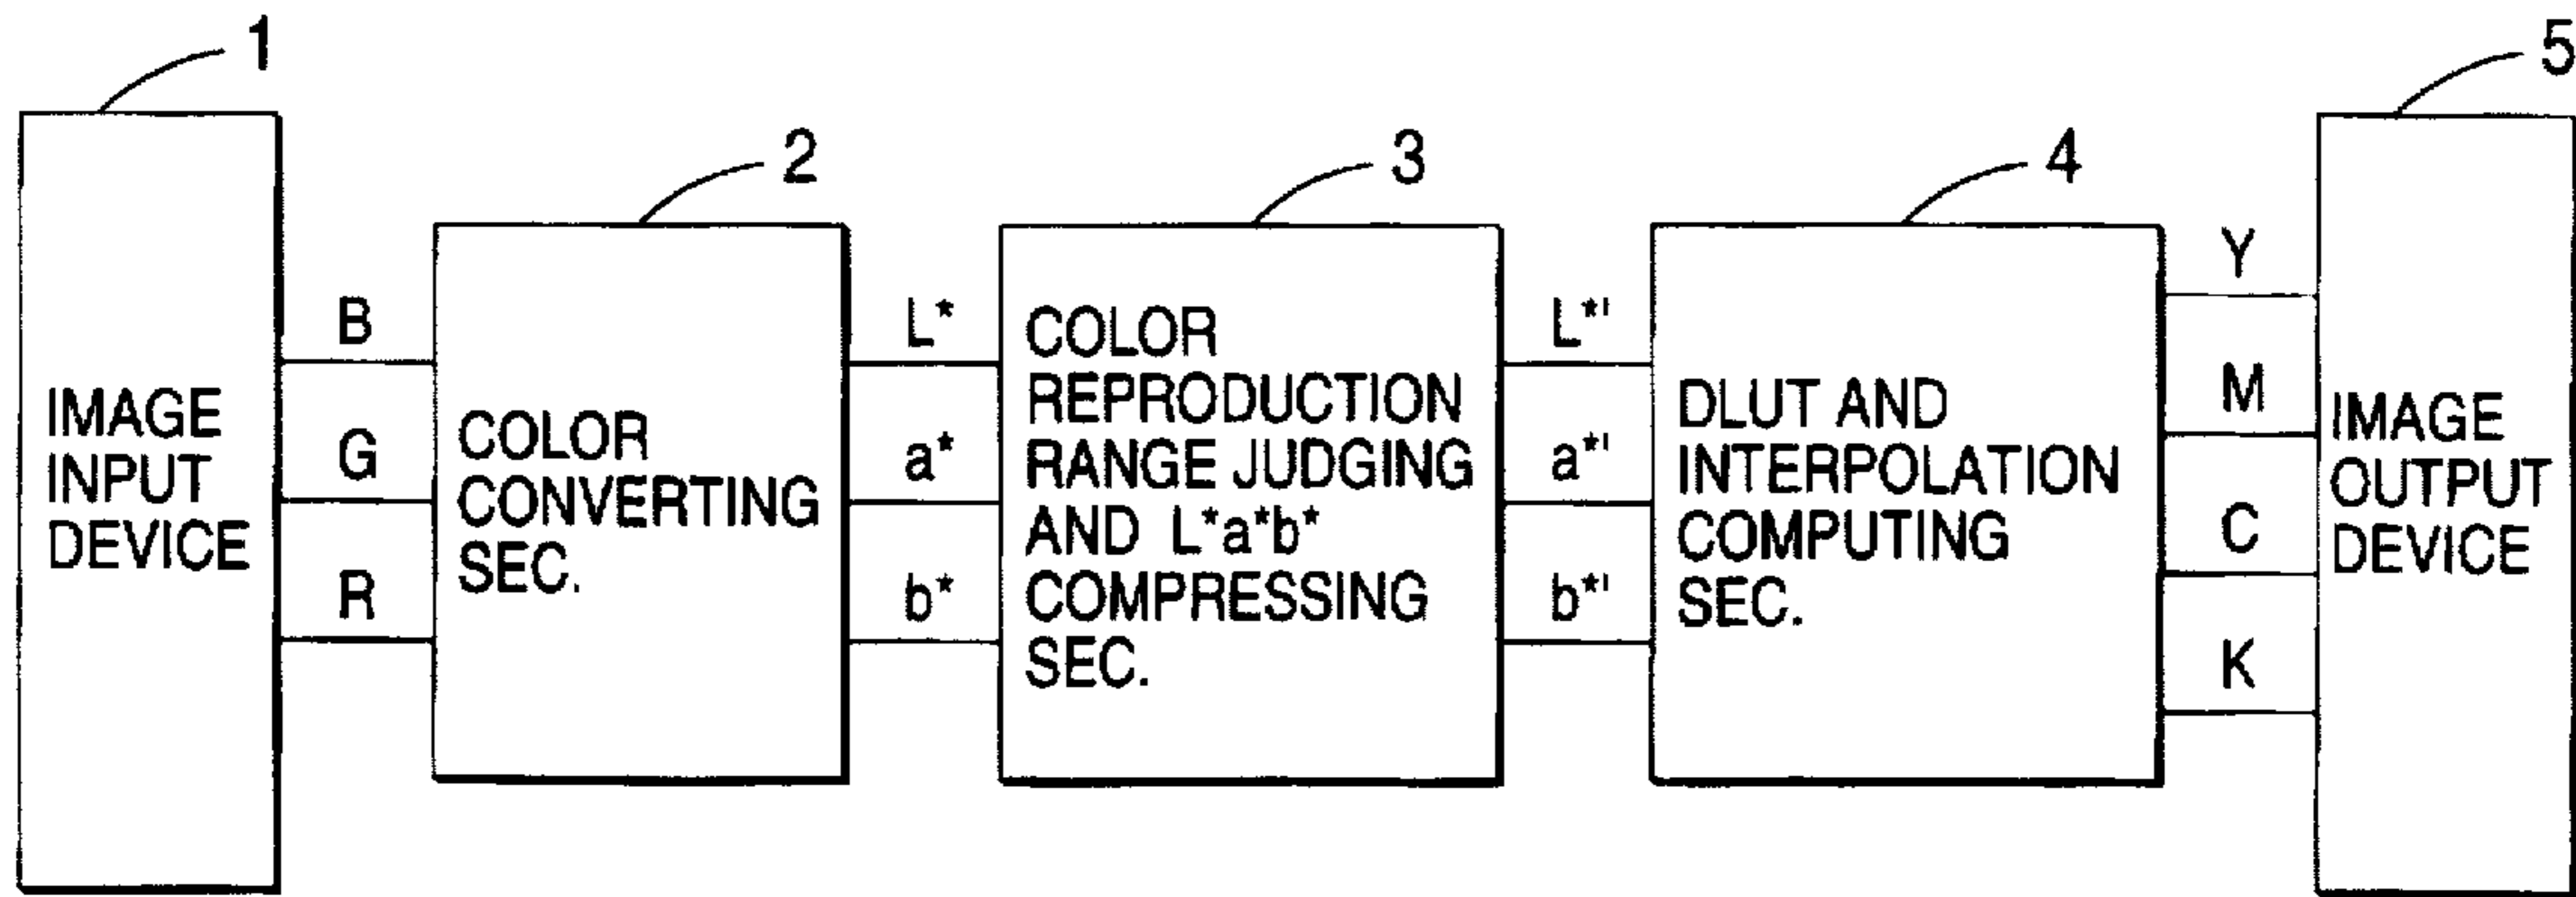 1
2
3
4
5
IMAGE
INPUT
DEVICE
B
G
R
COLOR
CONVERTING
SEC.
L*
a*
b*
COLOR
REPRODUCTION
RANGE JUDGING
AND L*a*b*
COMPRESSING
SEC.
L*'
a*'
b*'
DLUT AND
INTERPOLATION
COMPUTING
SEC.
Y
M
C
K
IMAGE
OUTPUT
DEVICE